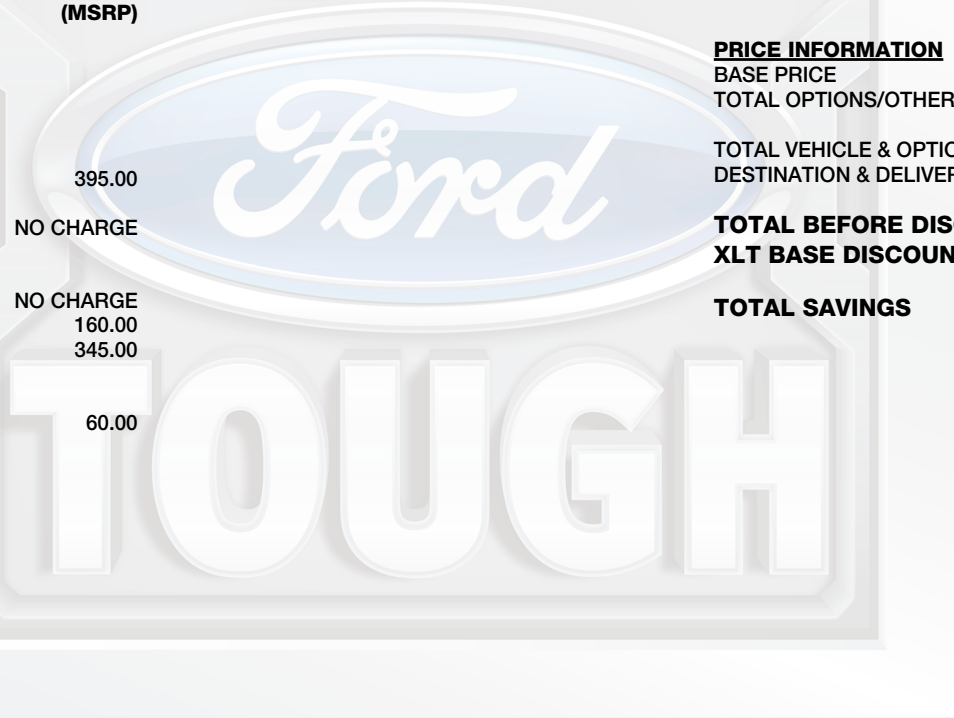 (MSRP)
395.00
NO CHARGE
NO CHARGE
160.00
345.00
60.00
PRICE INFORMATION
BASE PRICE
TOTAL OPTIONS/OTHER
TOTAL VEHICLE & OPTIO
DESTINATION & DELIVER
TOTAL BEFORE DIS
XLT BASE DISCOUN
TOTAL SAVINGS
Ford
TOUGH